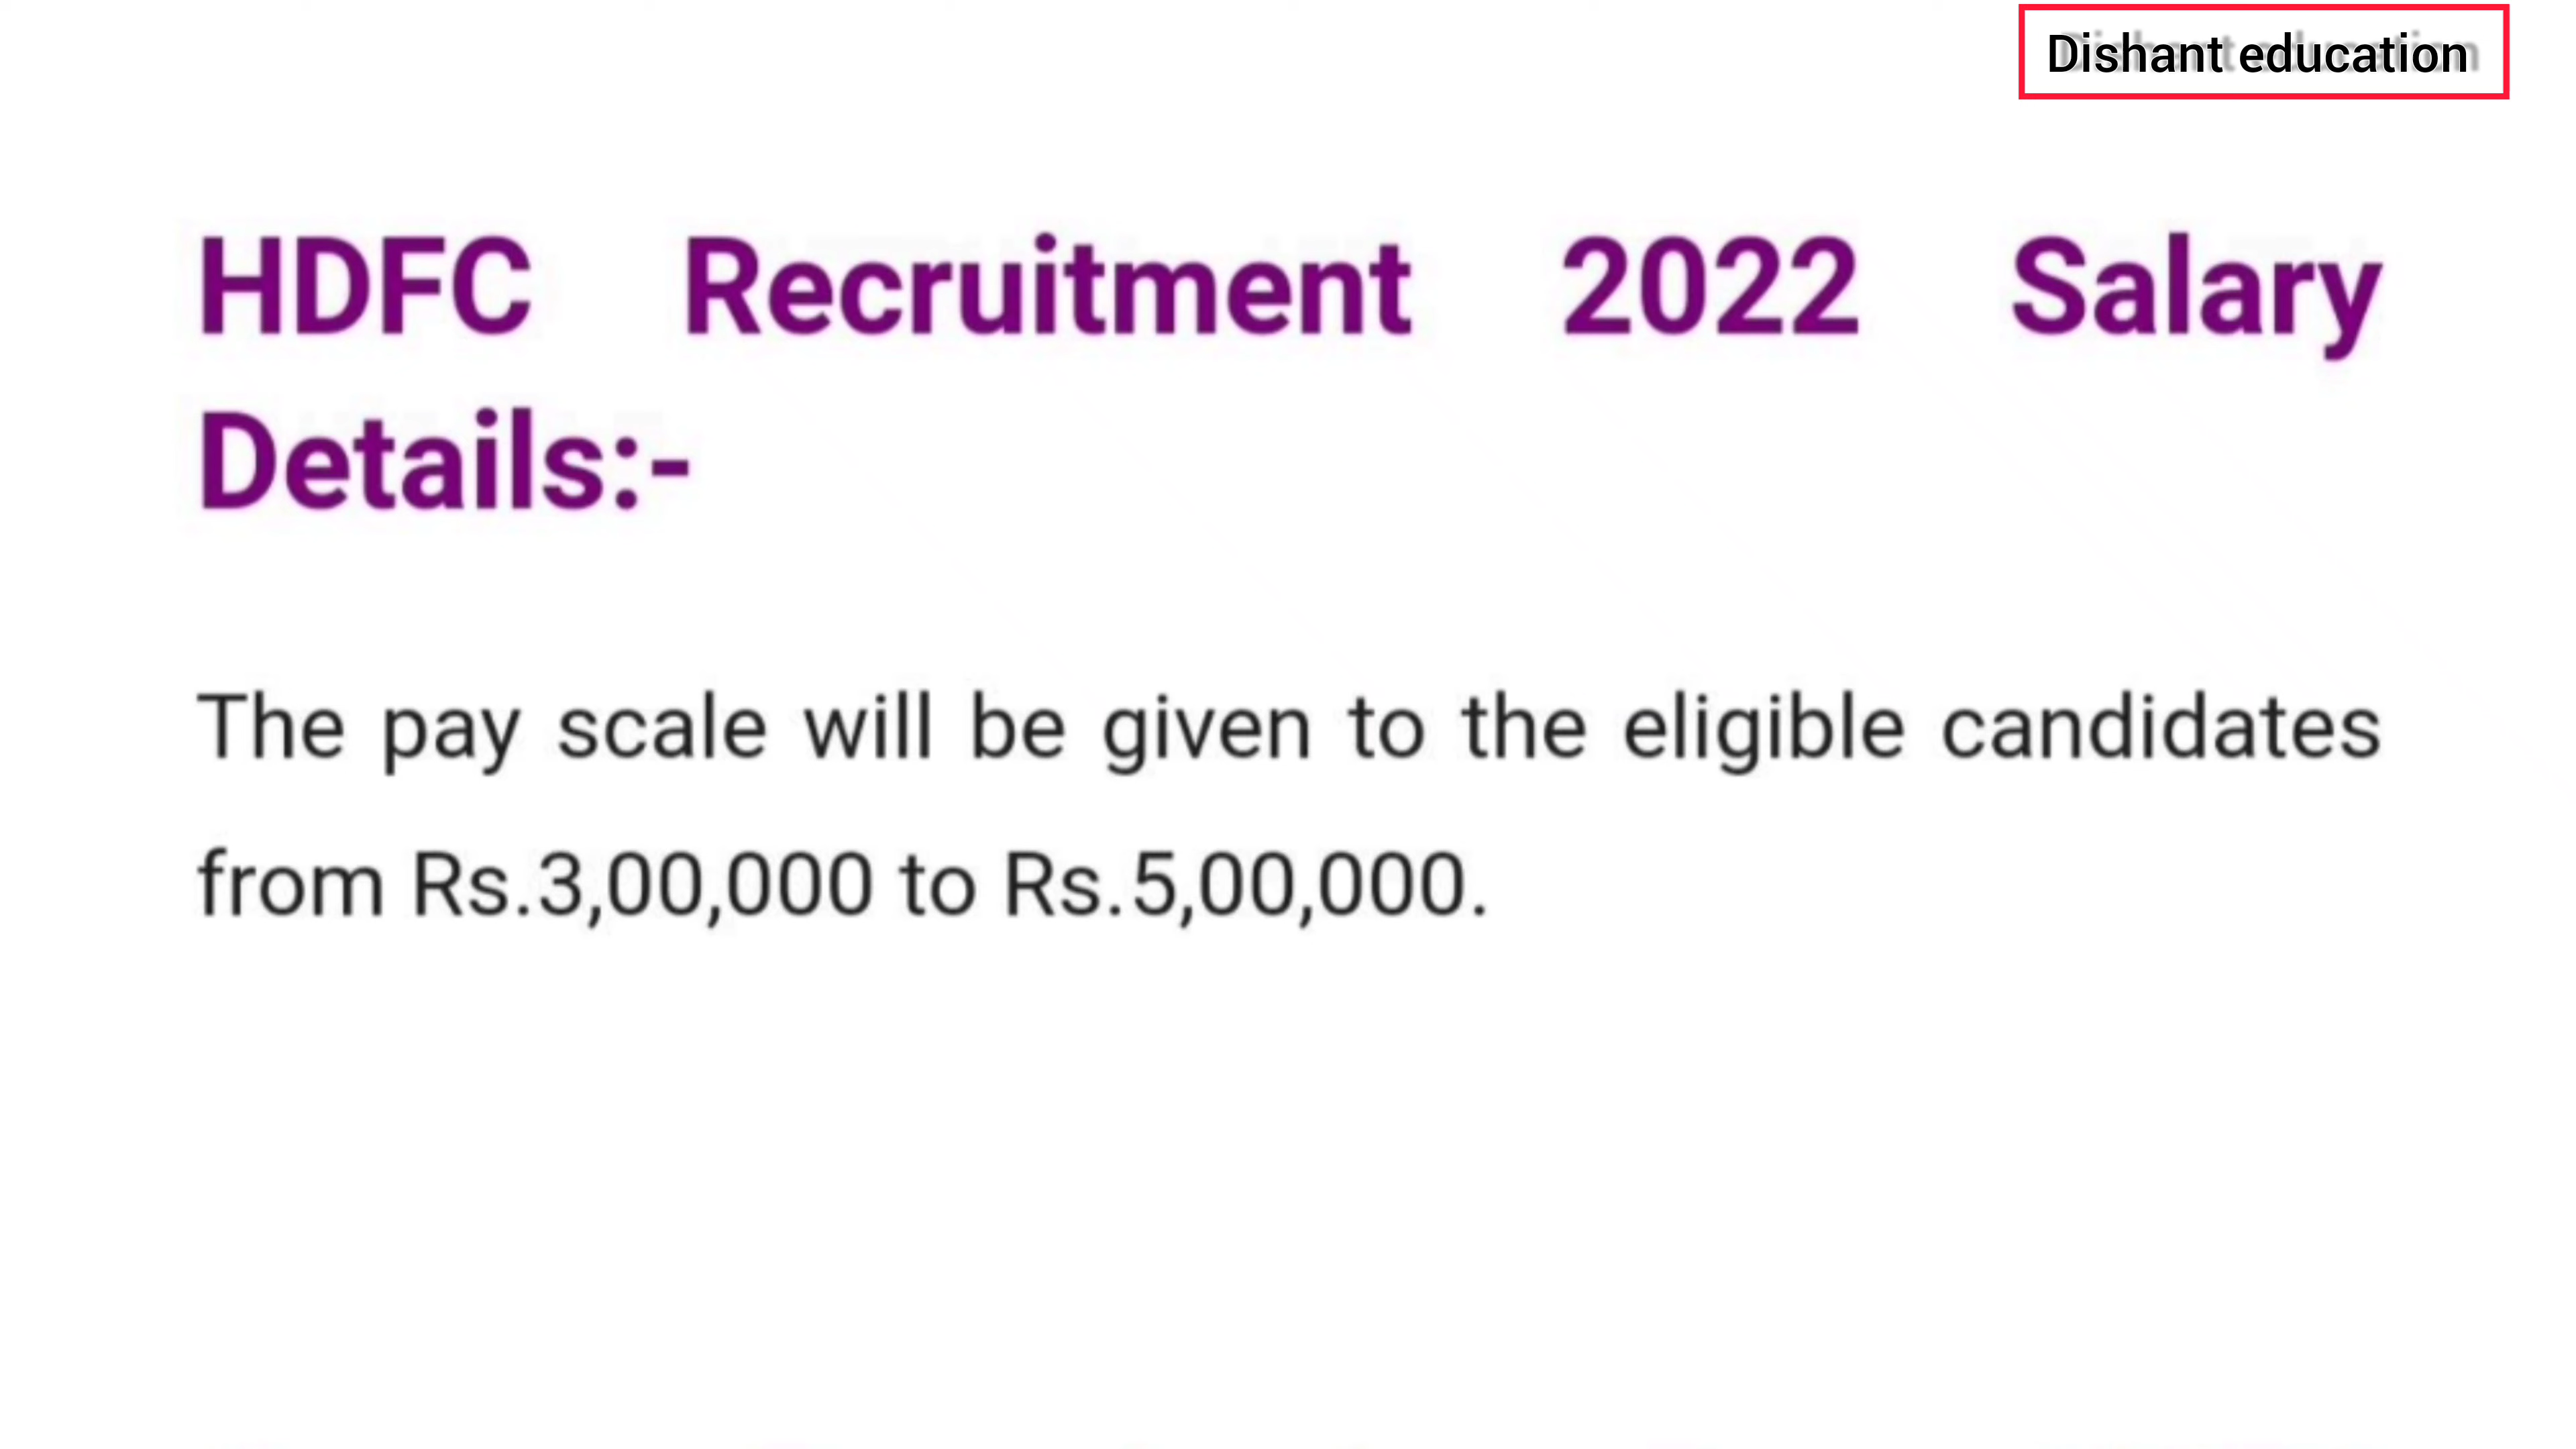 Dishant education
HDFC Recruitment 2022 Salary
Details:-
The pay scale will be given to the eligible candidates
from Rs.3,00,000 to Rs.5,00,000.